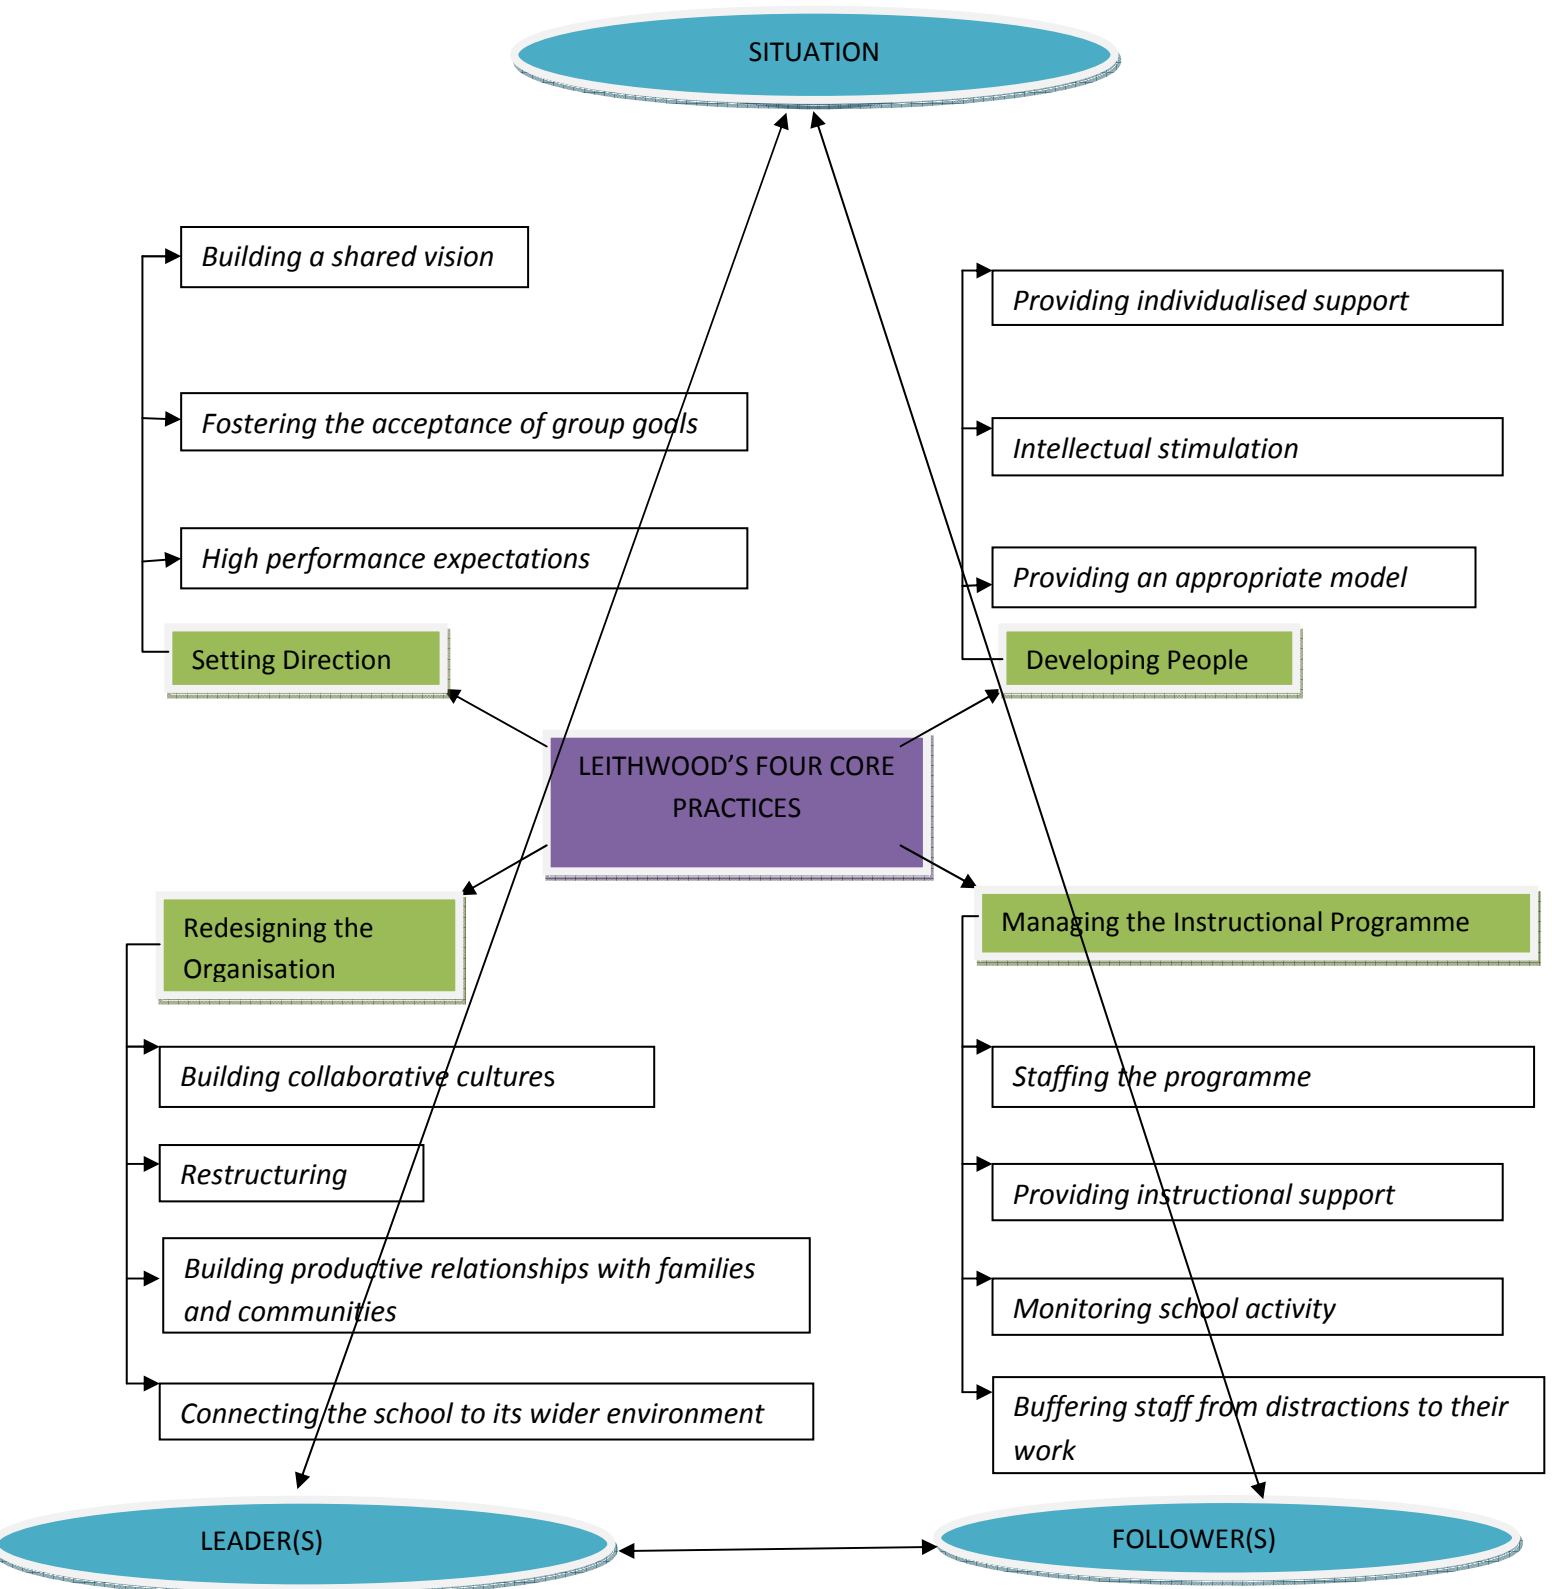 SITUATION
Building a shared vision
Fostering the acceptance of group goals
High performance expectations
Setting Direction
Providing individualised support
Intellectual stimulation
Providing an appropriate model
Developing People
LEITHWOOD’S FOUR CORE
PRACTICES
Redesigning the
Organisation
Building collaborative cultures
Restructuring
Building productive relationships with families
and communities
Connecting the school to its wider environment
Managing the Instructional Programme
Staffing the programme
Providing instructional support
Monitoring school activity
Buffering staff from distractions to their
work
LEADER(S)
FOLLOWER(S)